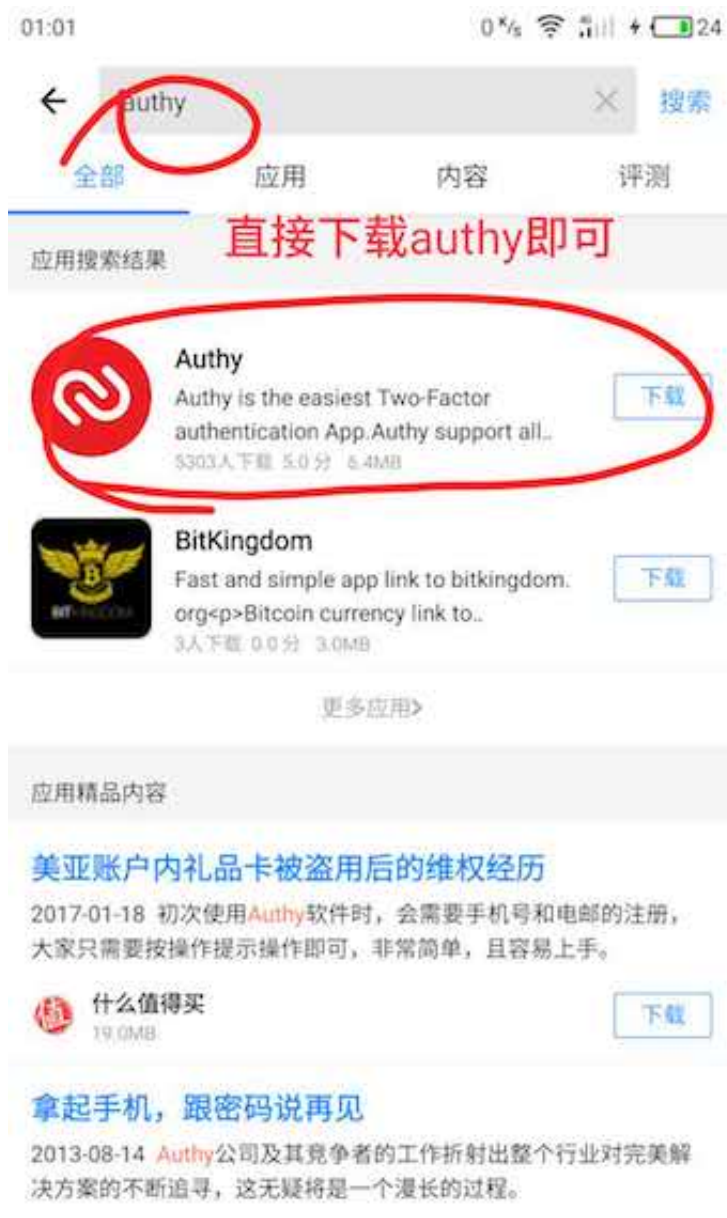 01:01
0 K/s
24
authy
搜索
全部
应用
内容
评测
直接下载authy即可
应用搜索结果
Authy
Authy is the easiest Two-Factor
authentication App.Authy support all..
5303人下载 5.0分 6.4MB
下载
BitKingdom
Fast and simple app link to bitkingdom.
org<p>Bitcoin currency link to..
3人下载 0.0分 3.0MB
下载
更多应用>
应用精品内容
美亚账户内礼品卡被盗用后的维权经历
2017-01-18 初次使用Authy软件时，会需要手机号和电邮的注册，
大家只需要按操作提示操作即可，非常简单，且容易上手。
值
什么值得买
19.0MB
下载
拿起手机，跟密码说再见
2013-08-14 Authy公司及其竞争者的工作折射出整个行业对完美解
决方案的不断追寻，这无疑将是一个漫长的过程。